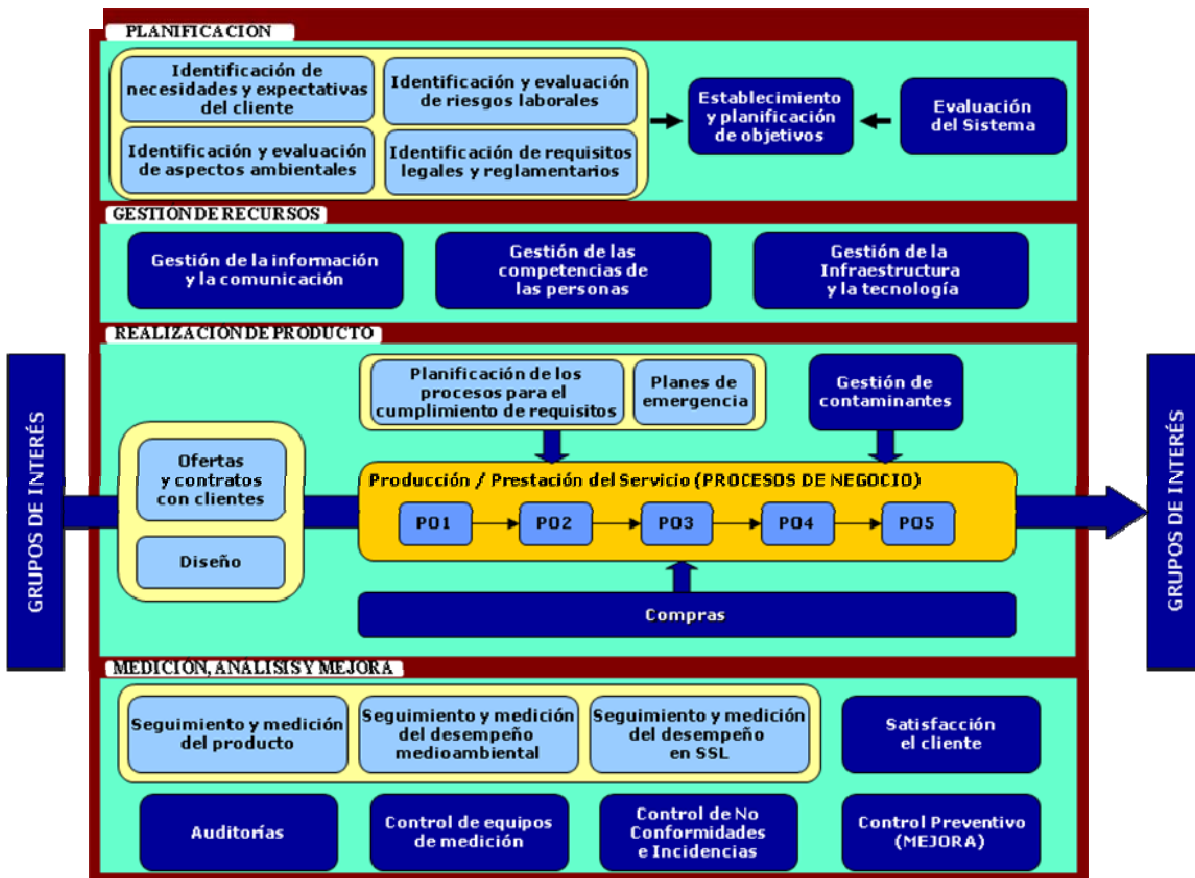 PLANIFICACIÓN
Identificación de
necesidades y expectativas
del cliente
Identificación y evaluación
de riesgos laborales
Identificación y evaluación
de aspectos ambientales
Identificación de requisitos
legales y reglamentarios
Establecimiento
y planificación
de objetivos
Evaluación
del Sistema
GESTIÓN DE RECURSOS
Gestión de la información
y la comunicación
Gestión de las
competencias de
las personas
Gestión de la
Infraestructura
y la tecnología
REALIZACIÓN DE PRODUCTO
GRUPOS DE INTERÉS
Ofertas
y contratos
con clientes
Diseño
Planificación de los
procesos para el
cumplimiento de requisitos
Planes de
emergencia
Gestión de
contaminantes
Producción / Prestación del Servicio (PROCESOS DE NEGOCIO)
PO1
PO2
PO3
PO4
PO5
Compras
GRUPOS DE INTERÉS
MEDICIÓN, ANÁLISIS Y MEJORA
Seguimiento y medición
del producto
Seguimiento y medición
del desempeño
medioambiental
Seguimiento y medición
del desempeño
en SSL
Satisfacción
el cliente
Auditorías
Control de equipos
de medición
Control de No
Conformidades
e Incidencias
Control Preventivo
(MEJORA)